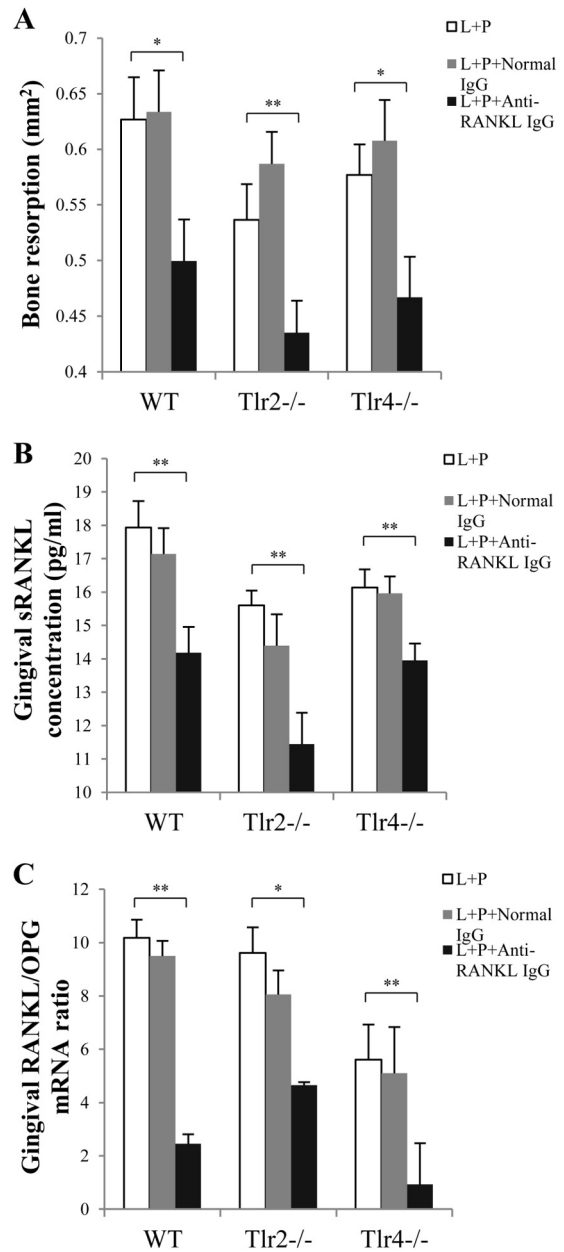 A
Bone resorption (mm²)
0.7
0.65
0.6
0.55
0.5
0.45
0.4
*
**
*
L+P
L+P+Normal
IgG
L+P+Anti-
RANKL IgG
WT
Tlr2-/-
Tlr4-/-
B
Gingival sRANKL
concentration (pg/ml)
20
19
18
17
16
15
14
13
12
11
10
**
**
**
L+P
L+P+Normal
IgG
L+P+Anti-
RANKL IgG
WT
Tlr2-/-
Tlr4-/-
C
Gingival RANKL/OPG
mRNA ratio
12
10
8
6
4
2
0
**
*
**
L+P
L+P+Normal
IgG
L+P+Anti-
RANKL IgG
WT
Tlr2-/-
Tlr4-/-